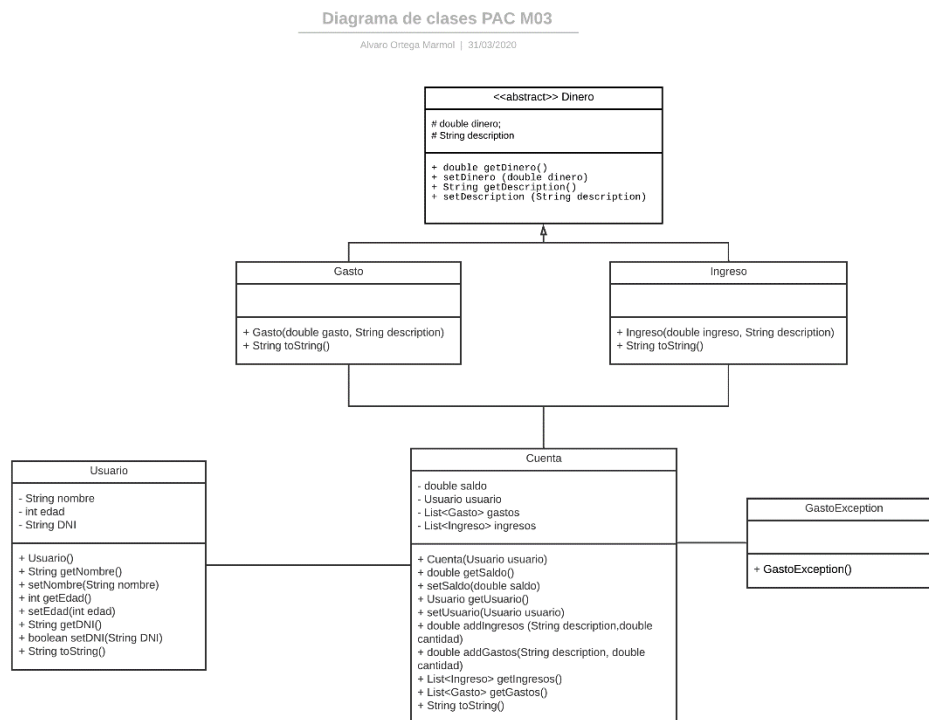 Diagrama de clases PAC M03
Alvaro Ortega Marmol | 31/03/2020
<<abstract>> Dinero
# double dinero;
# String description
+ double getDinero()
+ setDinero (double dinero)
+ String getDescription()
+ setDescription (String description)
Gasto
+ Gasto(double gasto, String description)
+ String toString()
Ingreso
+ Ingreso(double ingreso, String description)
+ String toString()
Usuario
- String nombre
- int edad
- String DNI
+ Usuario()
+ String getNombre()
+ setNombre(String nombre)
+ int getEdad()
+ setEdad(int edad)
+ String getDNI()
+ boolean setDNI(String DNI)
+ String toString()
Cuenta
- double saldo
- Usuario usuario
- List<Gasto> gastos
- List<Ingreso> ingresos
+ Cuenta(Usuario usuario)
+ double getSaldo()
+ setSaldo(double saldo)
+ Usuario getUsuario()
+ setUsuario(Usuario usuario)
+ double addIngresos (String description,double
cantidad)
+ double addGastos(String description, double
cantidad)
+ List<Ingreso> getIngresos()
+ List<Gasto> getGastos()
+ String toString()
GastoException
+ GastoException()